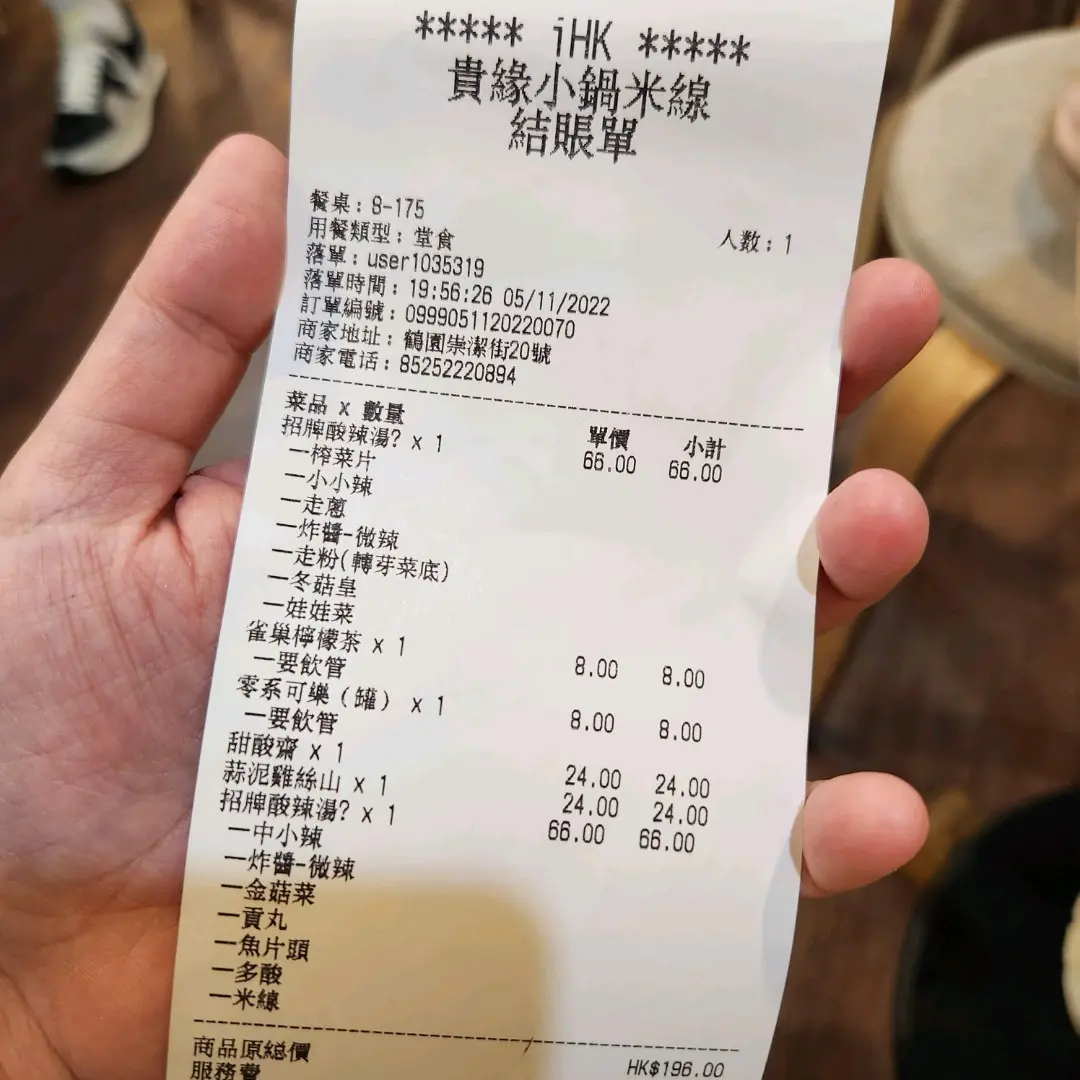 ***** iHK *****
貴緣小鍋米線
結賬單
餐桌：B-175
用餐類型：堂食 人数：1
落單：user1035319
落單時間：19:56:26 05/11/2022
訂單編號：0999051120220070
商家地址：鶴園崇潔街20號
商家電话：85252220894
菜品 x 數量 單價 小計
招牌酸辣湯? x 1 66.00 66.00
一榨菜片
一小小辣
一走蔥
一炸醬-微辣
一走粉(轉芽菜底)
一冬菇皇
一娃娃菜
雀巢檸檬茶 x 1 8.00 8.00
一要飲管
零系可樂（罐） x 1 8.00 8.00
一要飲管
甜酸齋 x 1 24.00 24.00
蒜泥雞絲山 x 1 24.00 24.00
招牌酸辣湯? x 1 66.00 66.00
一中小辣
一炸醬-微辣
一金菇菜
一貢丸
一魚片頭
一多酸
一米線
商品原總價 HK$196.00
服務費